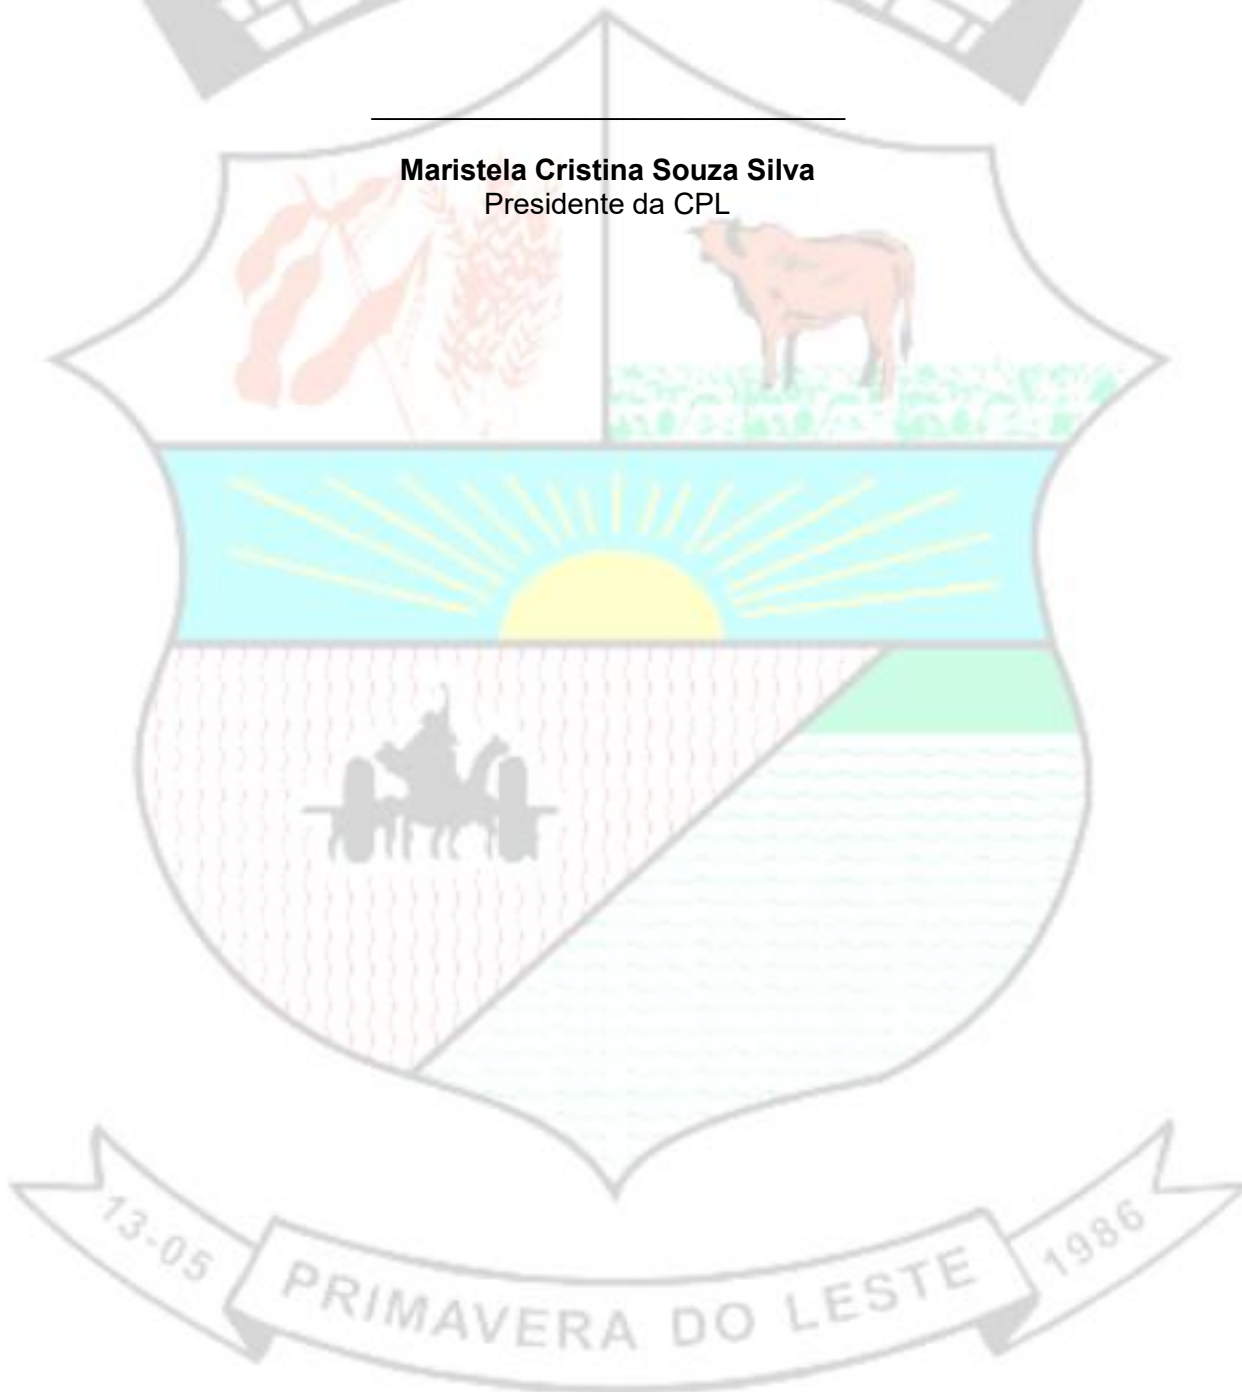 Maristela Cristina Souza Silva
Presidente da CPL
13-05
PRIMAVERA DO LESTE
1986